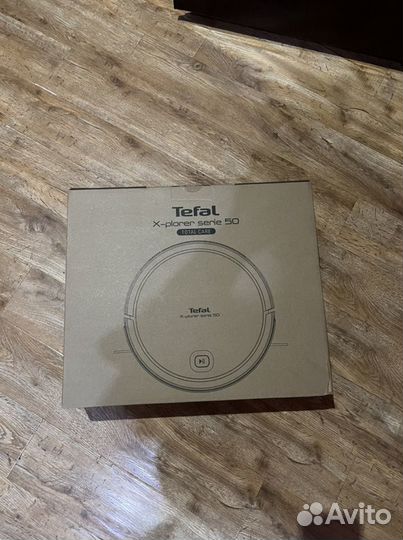 Tefal
X-plorer serie 50
TOTAL CARE
Tefal
X-plorer serie 50
Avito